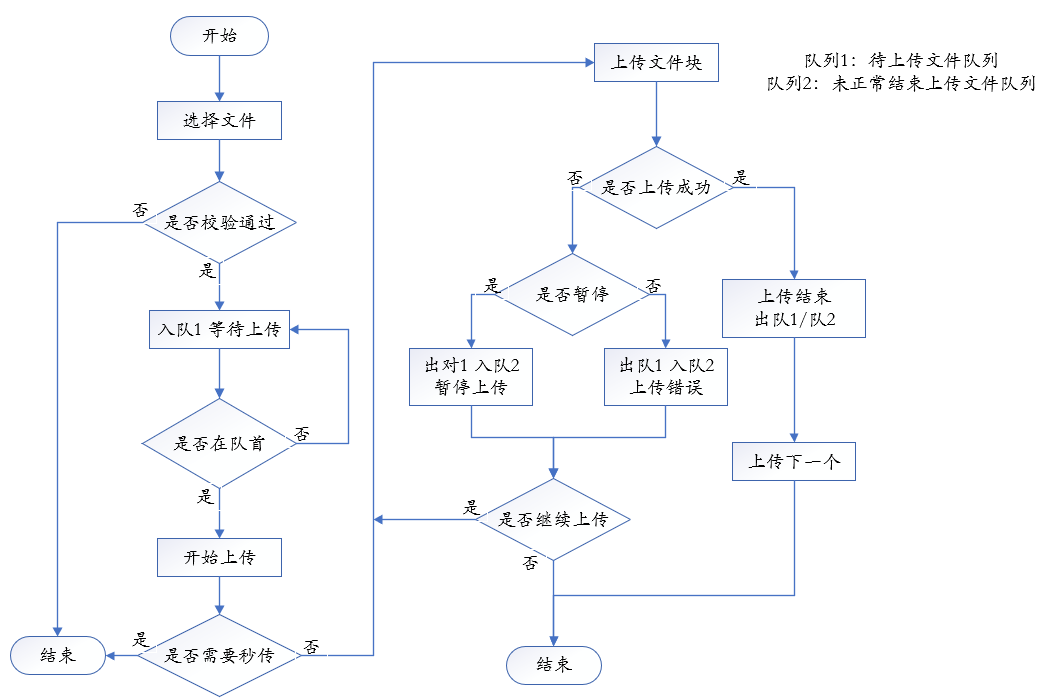 开始
选择文件
是否校验通过
否
是
入队1 等待上传
是否在队首
否
是
开始上传
是否需要秒传
是
否
结束
上传文件块
队列1：待上传文件队列
队列2：未正常结束上传文件队列
是否上传成功
否
是
是否暂停
是
否
出对1 入队2
暂停上传
出队1 入队2
上传错误
上传结束
出队1/队2
上传下一个
是否继续上传
是
否
结束